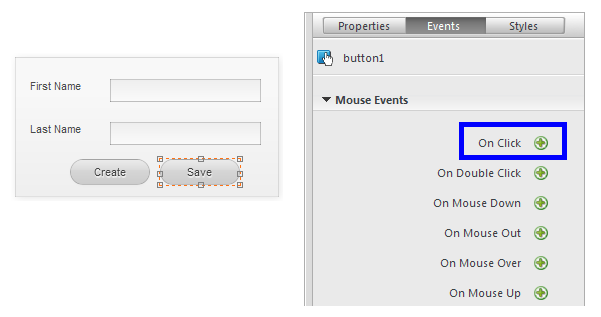 First Name
Last Name
Create Save
Properties Events Styles
button1
Mouse Events
On Click
On Double Click
On Mouse Down
On Mouse Out
On Mouse Over
On Mouse Up